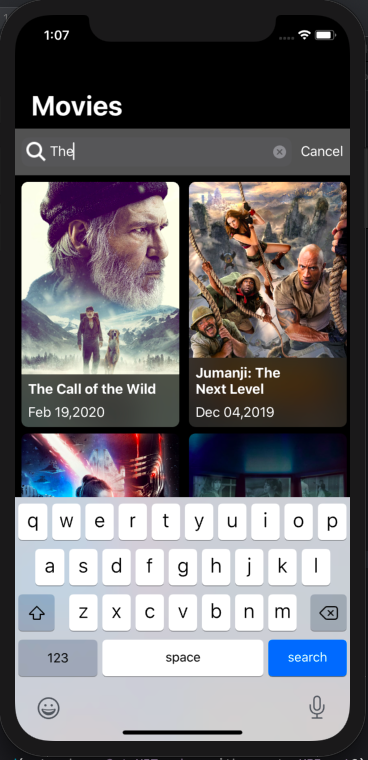 1:07
Movies
The
Cancel
The Call of the Wild
Feb 19,2020
Jumanji: The
Next Level
Dec 04,2019
q w e r t y u i o p
a s d f g h j k l
z x c v b n m
123 space search